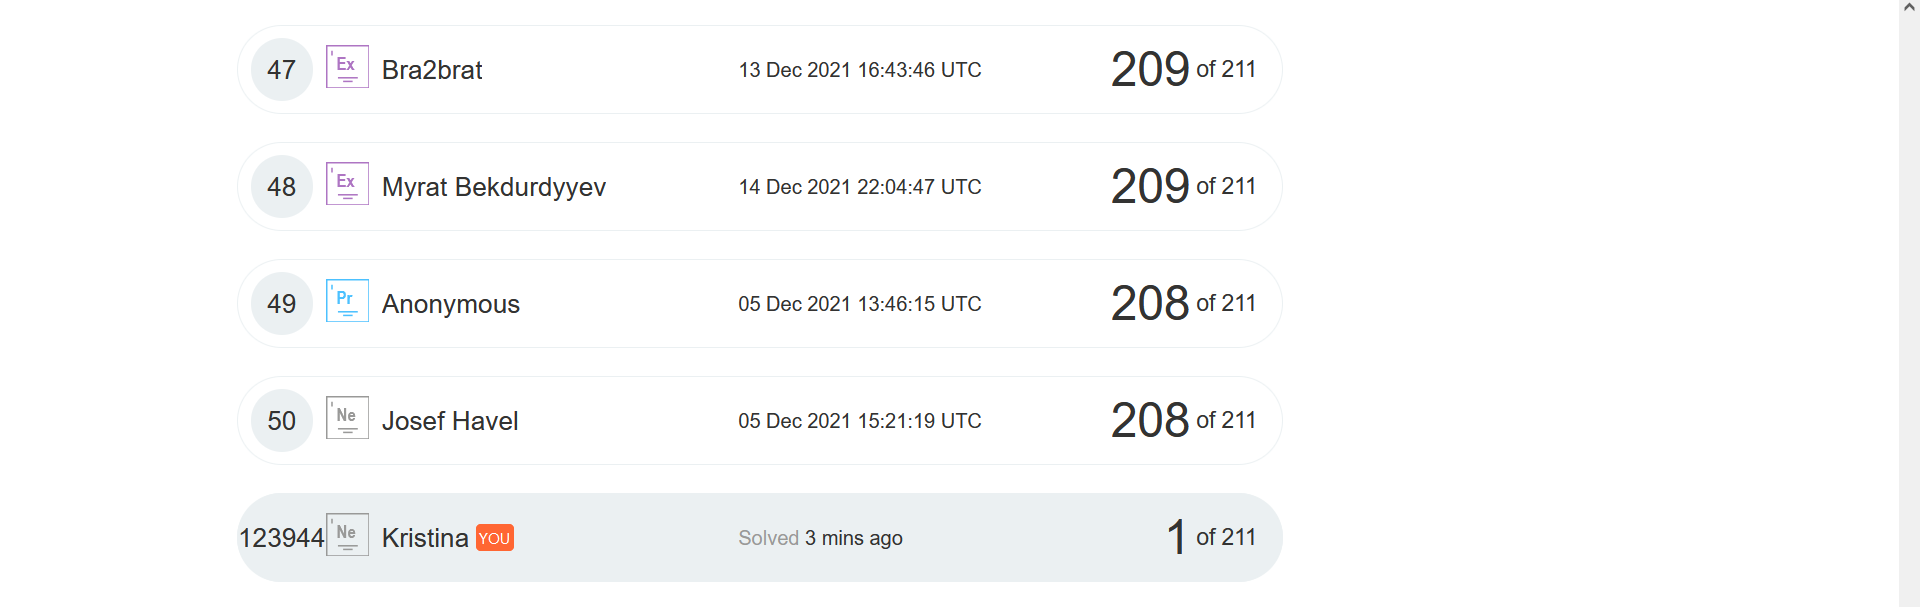 47 Ex Bra2brat 13 Dec 2021 16:43:46 UTC 209 of 211
48 Ex Myrat Bekdurdyyev 14 Dec 2021 22:04:47 UTC 209 of 211
49 Pr Anonymous 05 Dec 2021 13:46:15 UTC 208 of 211
50 Ne Josef Havel 05 Dec 2021 15:21:19 UTC 208 of 211
123944 Ne Kristina YOU Solved 3 mins ago 1 of 211